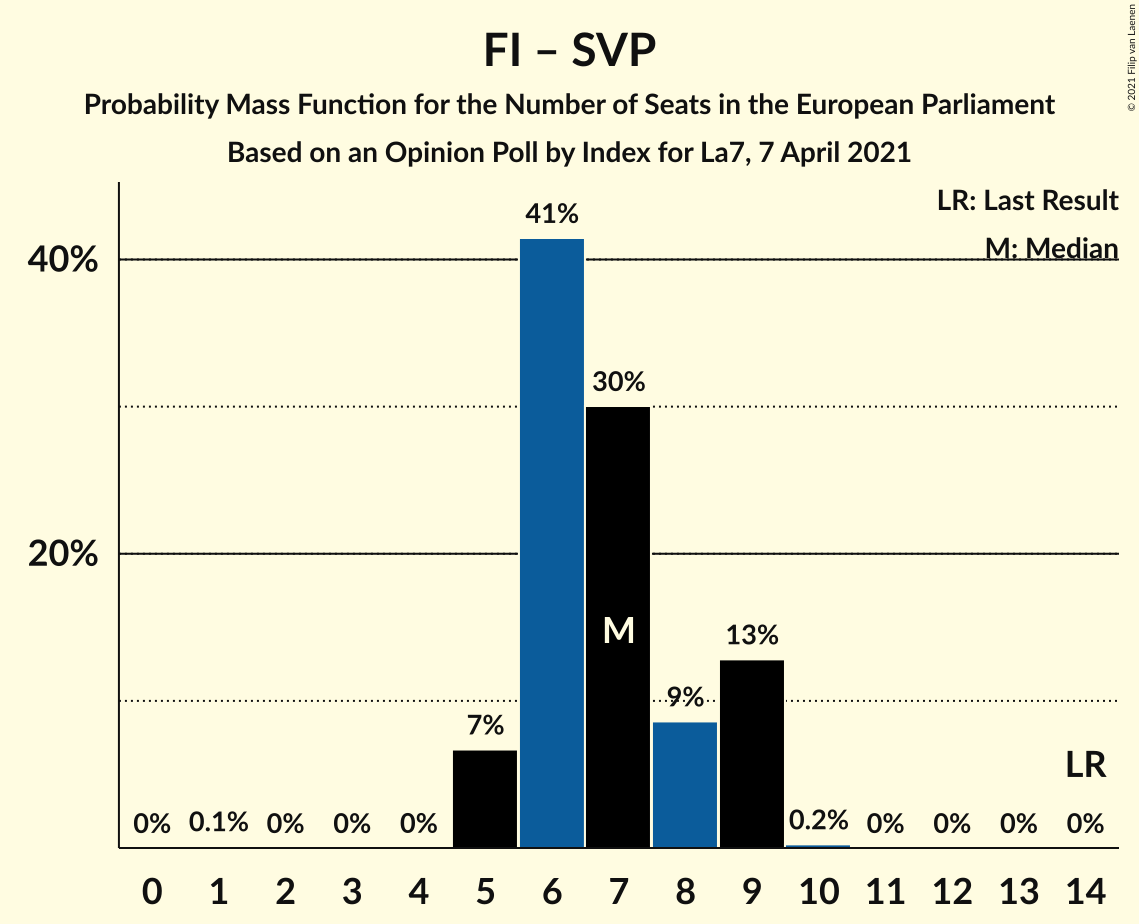 FI – SVP
Probability Mass Function for the Number of Seats in the European Parliament
Based on an Opinion Poll by Index for La7, 7 April 2021
© 2021 Filip van Laenen
LR: Last Result
M: Median
40%
20%
0% 0.1% 0% 0% 0% 7% 41% 30% 9% 13% 0.2% 0% 0% 0% 0%
M
LR
0 1 2 3 4 5 6 7 8 9 10 11 12 13 14